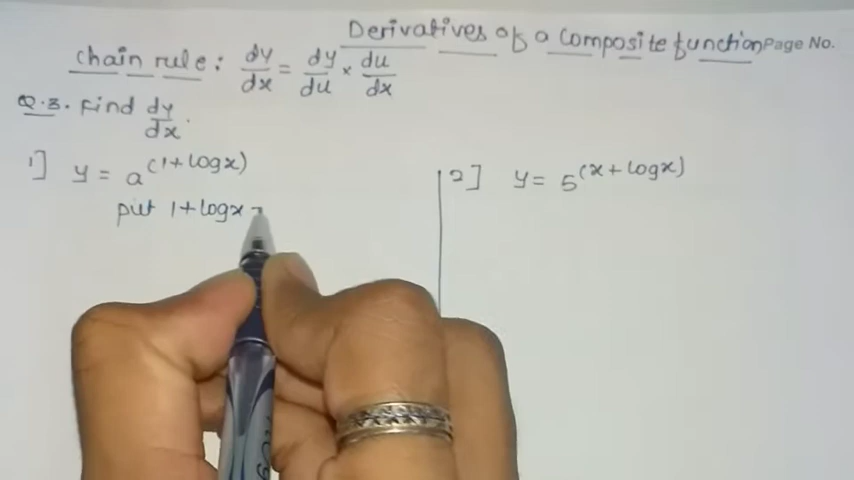 Derivatives of a composite function Page No.
chain rule : dy/dx = dy/du × du/dx
Q.3. Find dy/dx.
1] y = a^(1+logx)
put 1+logx =
2] y = 5^(x+logx)